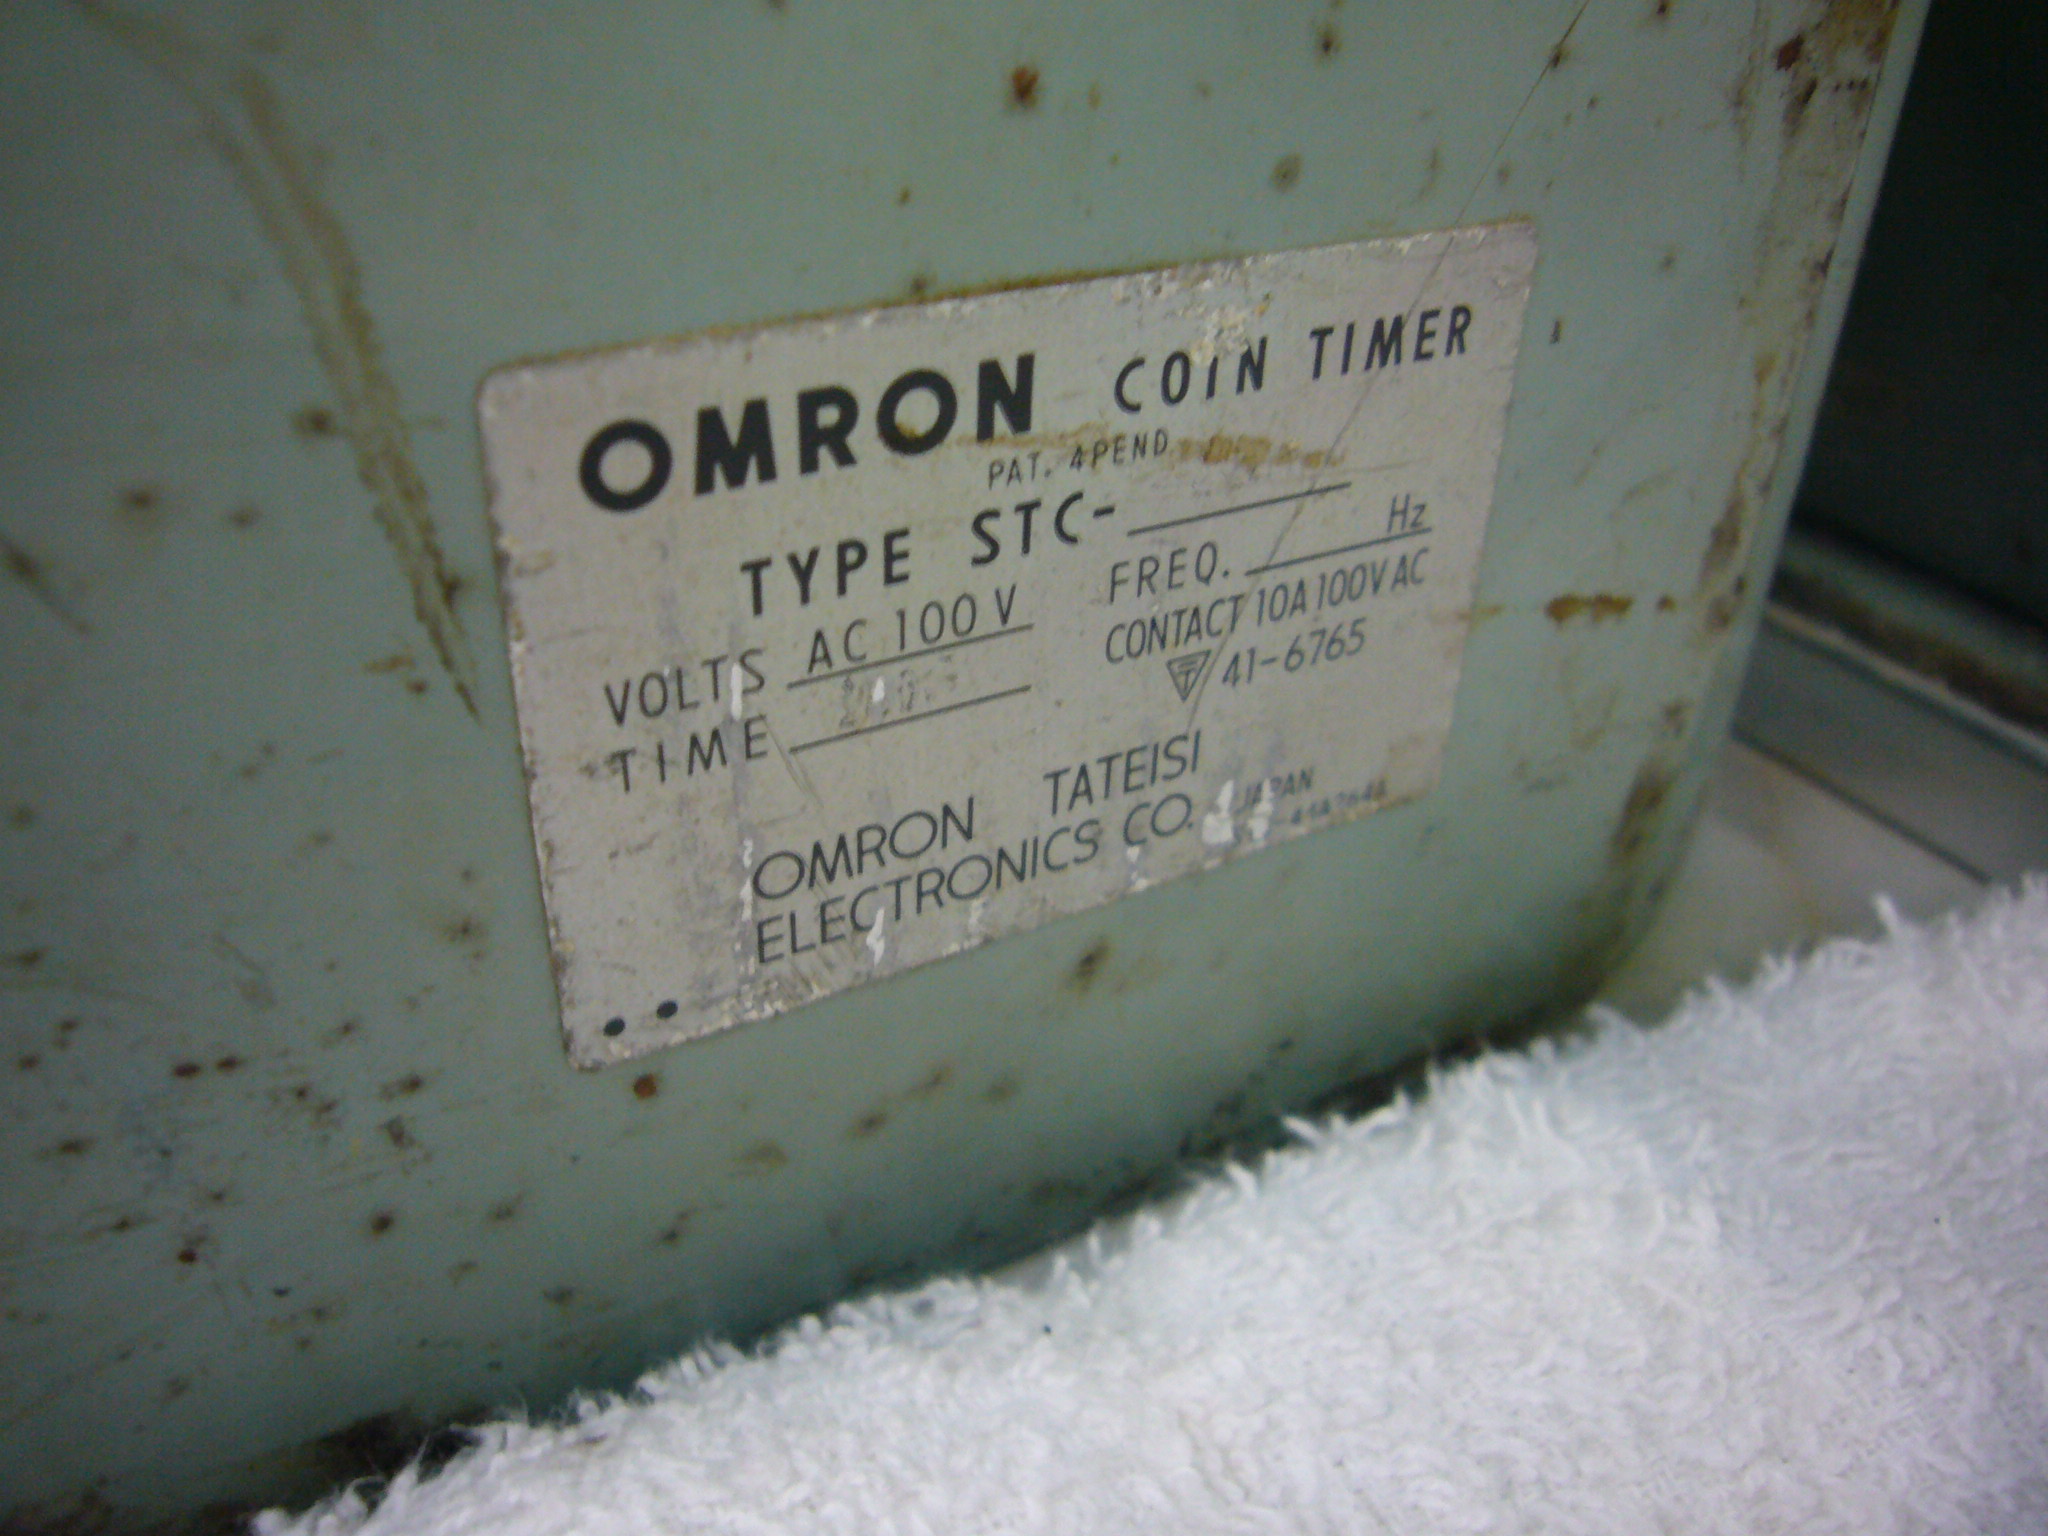 OMRON COIN TIMER
PAT. 4PEND
TYPE STC-
VOLTS AC 100 V FREQ. Hz
TIME CONTACT 10A 100V AC
41-6765
OMRON TATEISI
ELECTRONICS CO. JAPAN